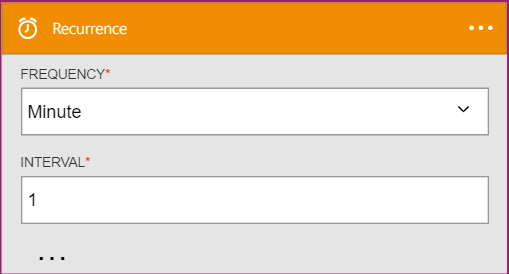 Recurrence
FREQUENCY*
Minute
INTERVAL*
1